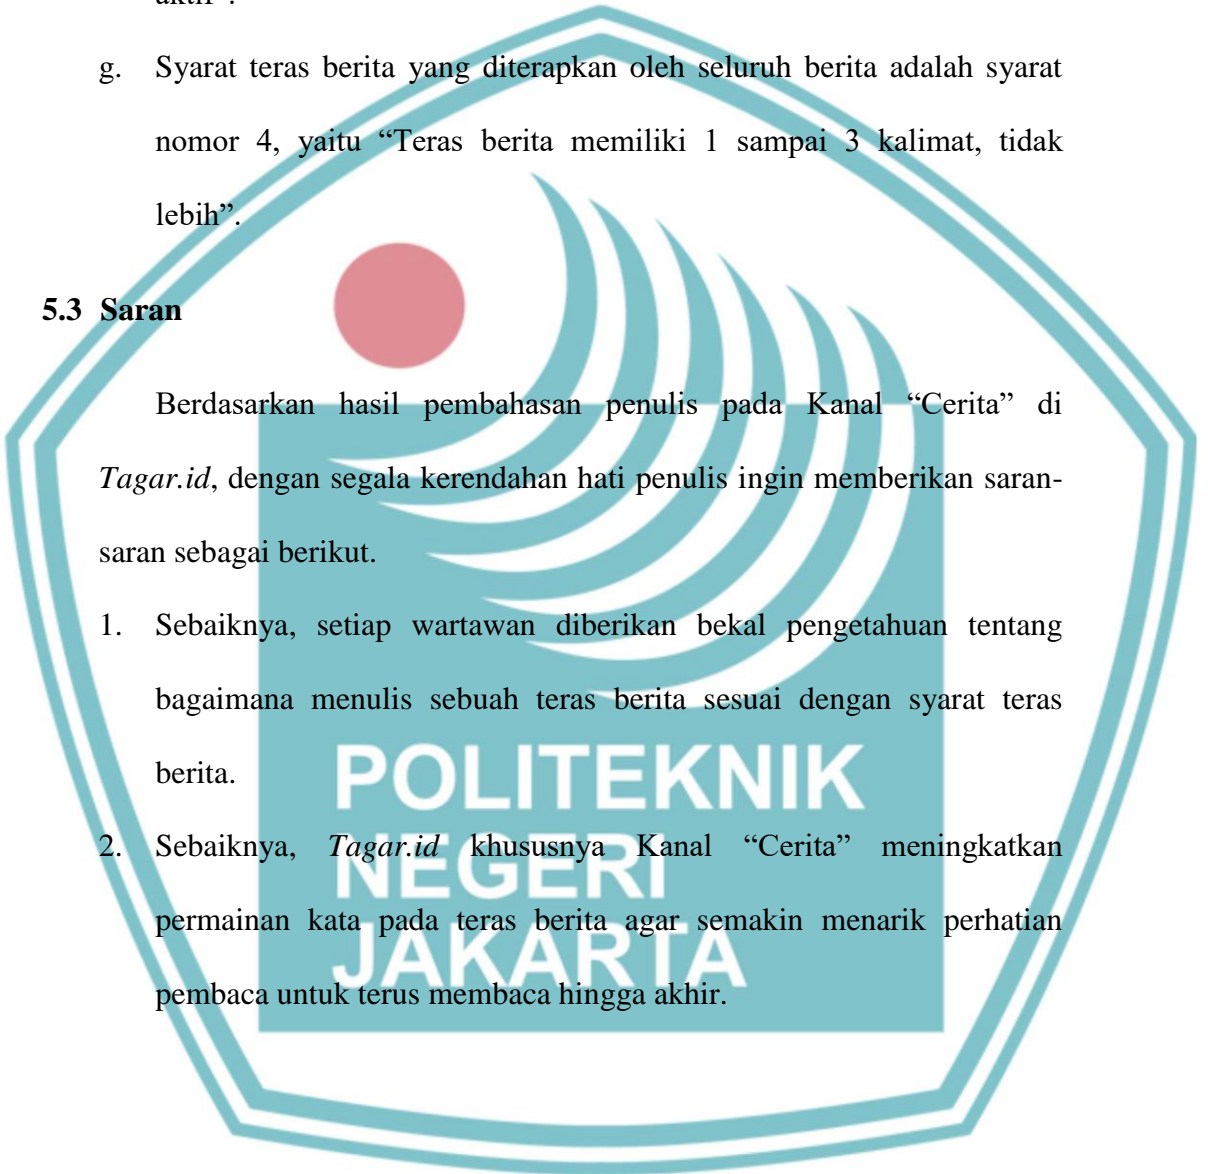 aktif”.
g. Syarat teras berita yang diterapkan oleh seluruh berita adalah syarat
nomor 4, yaitu “Teras berita memiliki 1 sampai 3 kalimat, tidak
lebih”.
5.3 Saran
Berdasarkan hasil pembahasan penulis pada Kanal “Cerita” di
Tagar.id, dengan segala kerendahan hati penulis ingin memberikan saran-
saran sebagai berikut.
1. Sebaiknya, setiap wartawan diberikan bekal pengetahuan tentang
bagaimana menulis sebuah teras berita sesuai dengan syarat teras
berita.
2. Sebaiknya, Tagar.id khususnya Kanal “Cerita” meningkatkan
permainan kata pada teras berita agar semakin menarik perhatian
pembaca untuk terus membaca hingga akhir.
POLITEKNIK
NEGERI
JAKARTA